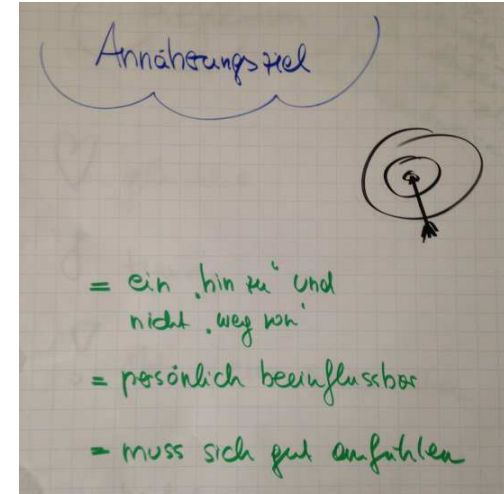 Annäherungsziel
= ein „hin zu“ und
nicht „weg von“
= persönlich beeinflussbar
= muss sich gut anfühlen